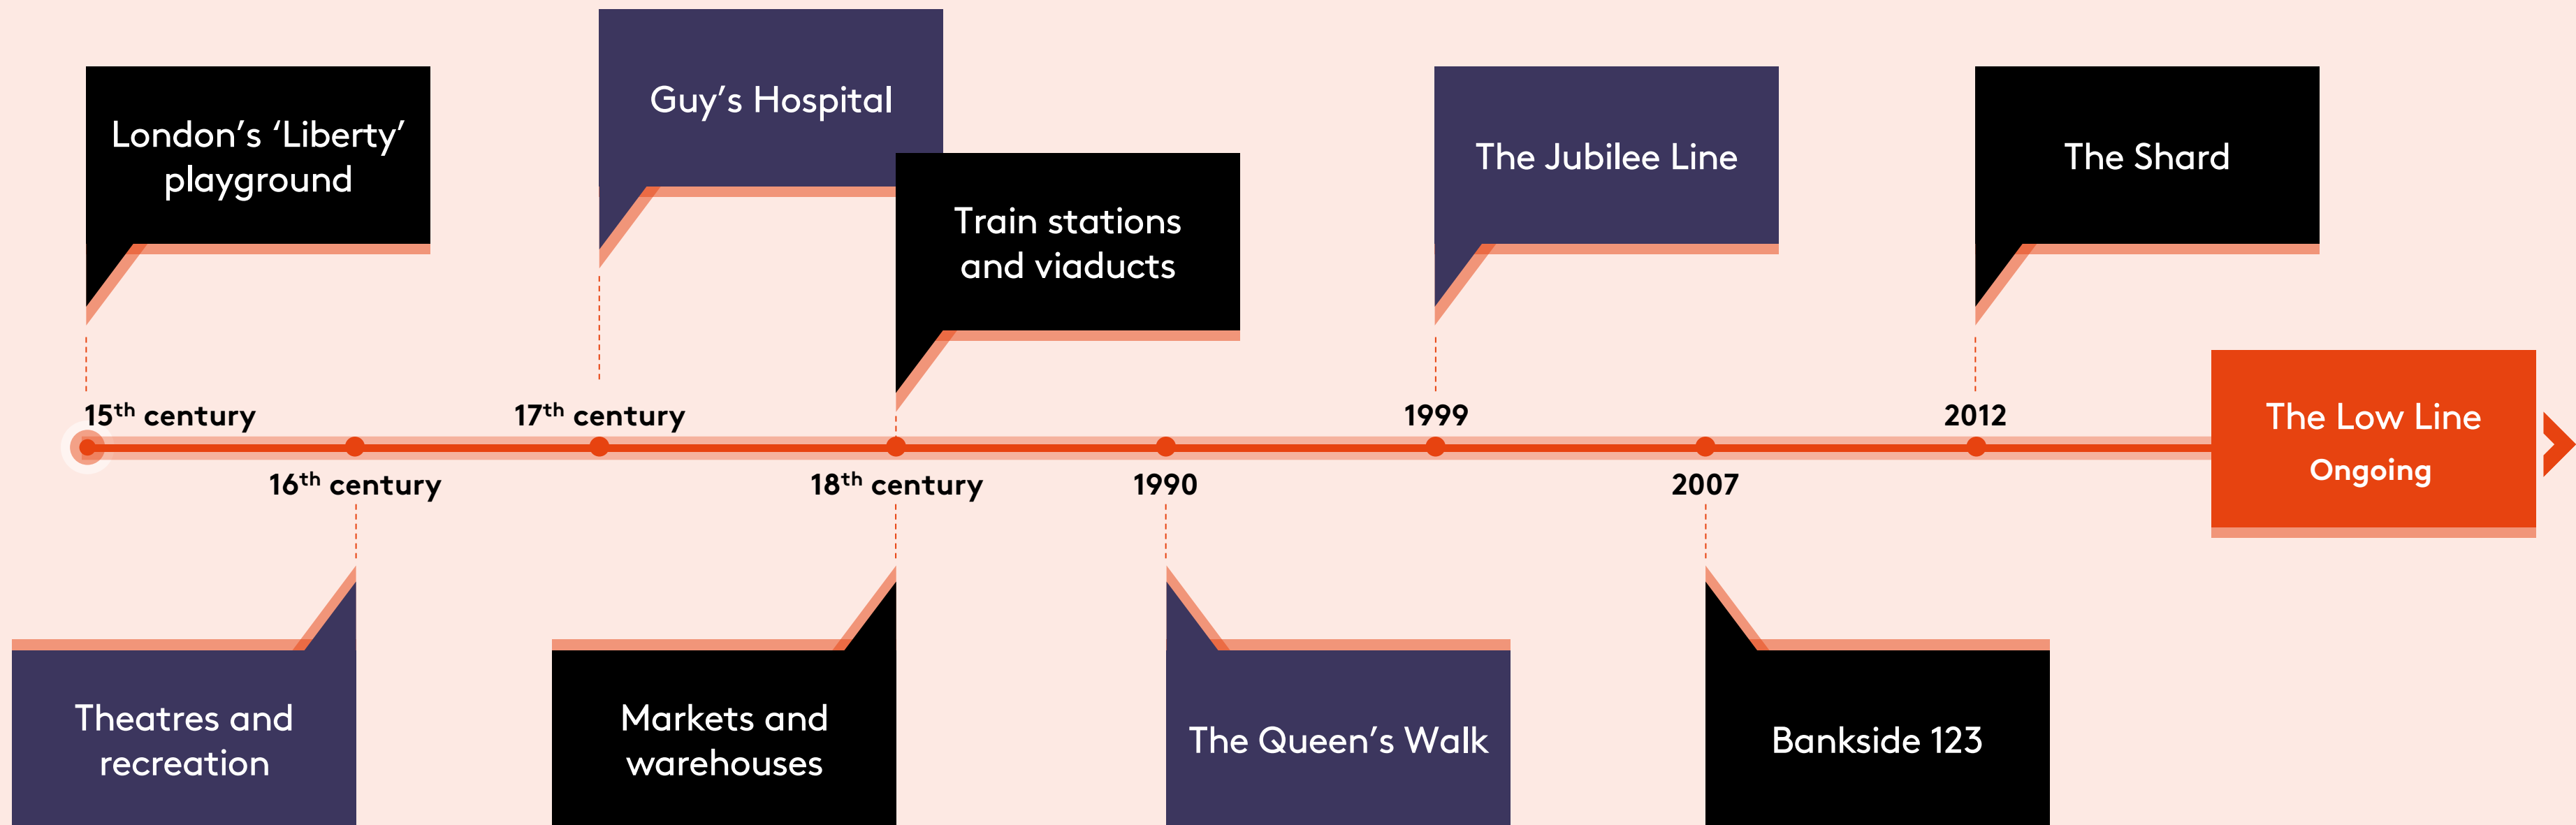 London’s ‘Liberty’
playground
15th century
16th century
Theatres and
recreation
Guy’s Hospital
17th century
Train stations
and viaducts
18th century
Markets and
warehouses
1990
The Queen’s Walk
The Jubilee Line
1999
2007
Bankside 123
The Shard
2012
The Low Line
Ongoing